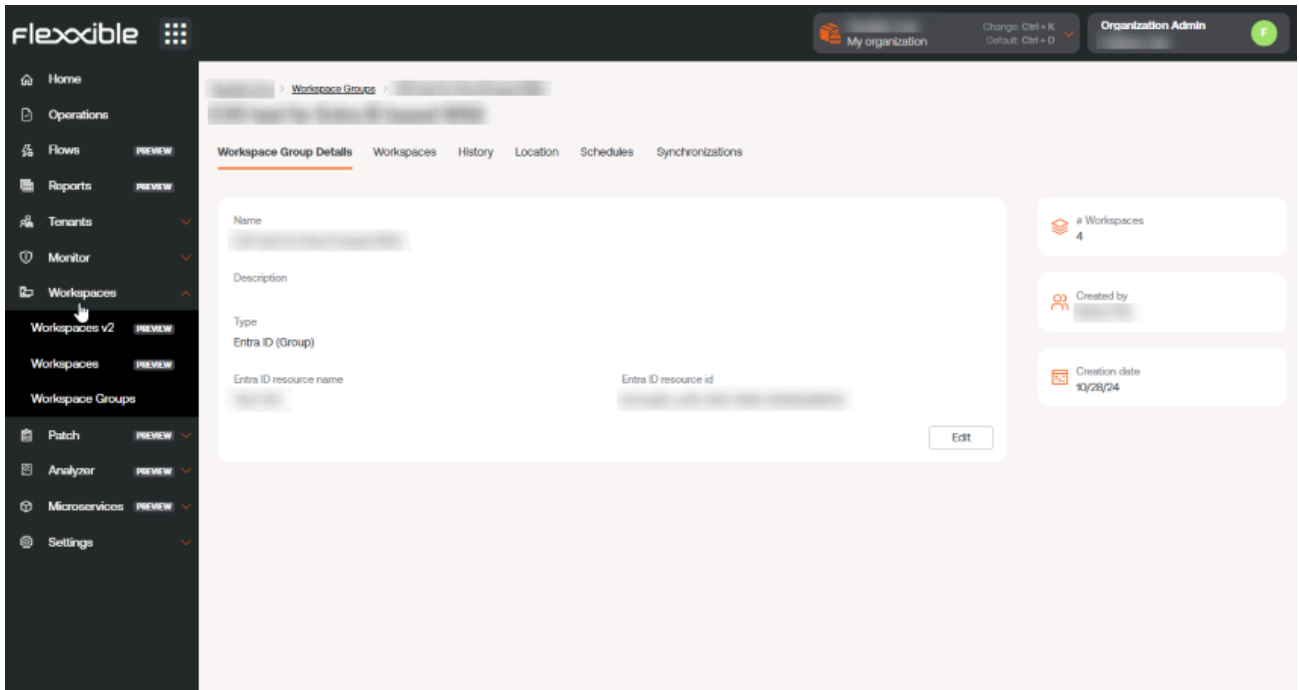 Flexxible
Change: Ctrl + K
My organization
Default: Ctrl + D
Organization Admin
F
Home
Operations
Flows PREVIEW
Reports PREVIEW
Tenants
Monitor
Workspaces
Workspaces v2 PREVIEW
Workspaces PREVIEW
Workspace Groups
Patch PREVIEW
Analyzer PREVIEW
Microservices PREVIEW
Settings
> Workspace Groups >
Workspace Group Details Workspaces History Location Schedules Synchronizations
Name
Description
Type
Entra ID (Group)
Entra ID resource name Entra ID resource id
Edit
# Workspaces
4
Created by
Creation date
10/28/24